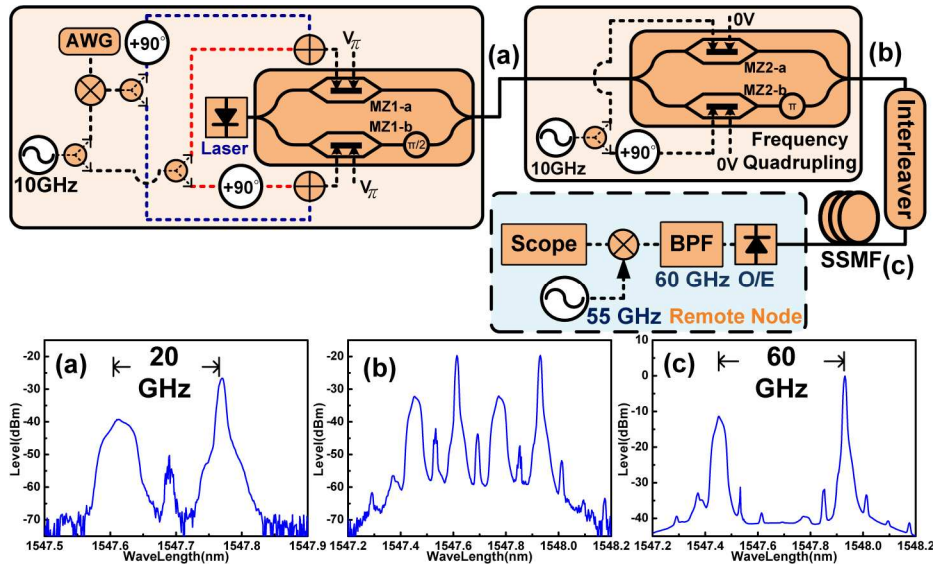 AWG
+90°
Vπ
(a)
MZ1-a
MZ1-b
π/2
Laser
10GHz
+90°
Vπ
0V
MZ2-a
MZ2-b
π
(b)
10GHz
+90°
0V
Frequency
Quadrupling
Interleaver
SSMF
(c)
Scope
BPF
60 GHz
O/E
55 GHz
Remote Node
(a)
20
GHz
Level(dBm)
-20
-30
-40
-50
-60
-70
1547.5
1547.6
1547.7
1547.8
1547.9
WaveLength(nm)
(b)
Level(dBm)
-20
-30
-40
-50
-60
-70
1547.2
1547.4
1547.6
1547.8
1548.0
1548.2
WaveLength(nm)
(c)
60
GHz
Level(dBm)
10
0
-10
-20
-30
-40
1547.2
1547.4
1547.6
1547.8
1548.0
1548.2
WaveLength(nm)